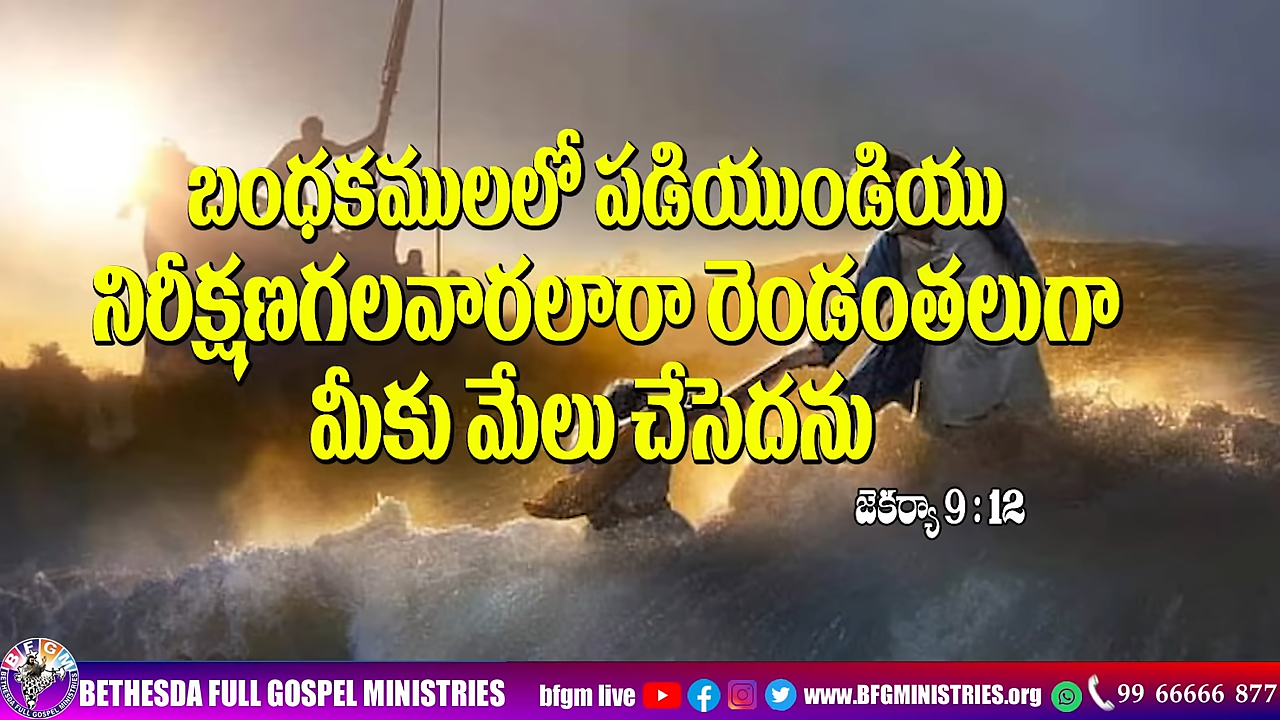 బంధకములలో పడియుండియు
నిరీక్షణగలవారలారా రెండంతలుగా
మీకు మేలు చేసెదను
జెకర్యా 9 : 12
BFGM
BETHESDA FULL GOSPEL MINISTRIES bfgm live www.BFGMINISTRIES.org 99 66666 877